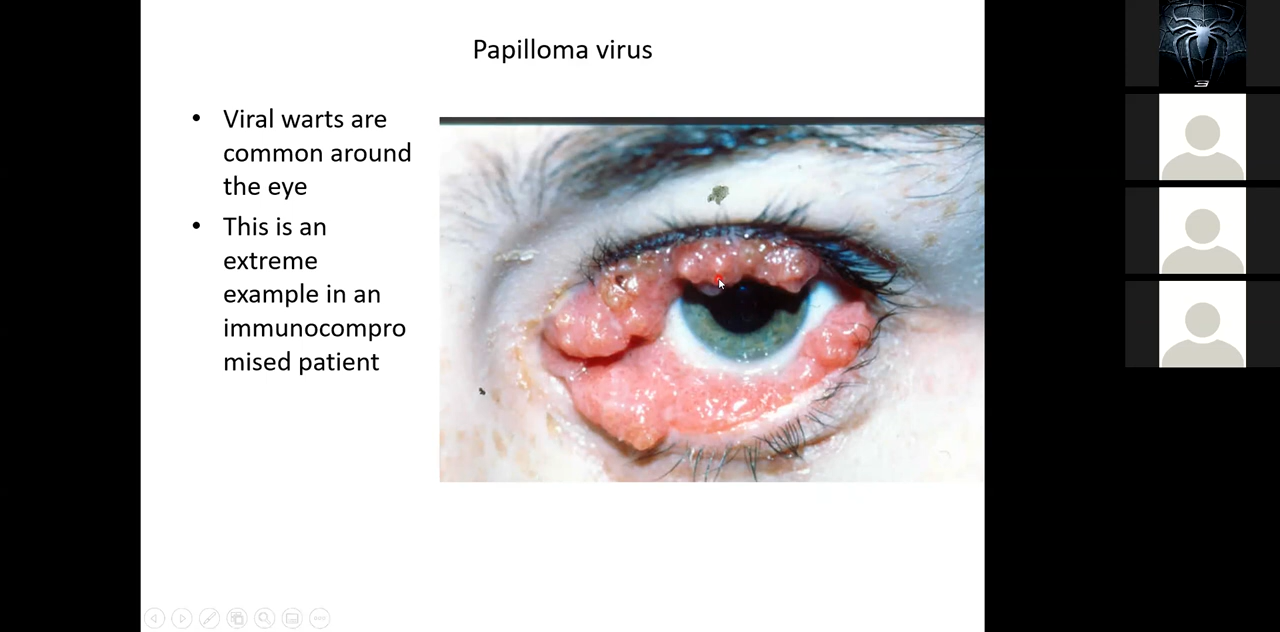 Papilloma virus
• Viral warts are
common around
the eye
• This is an
extreme
example in an
immunocompro
mised patient
3